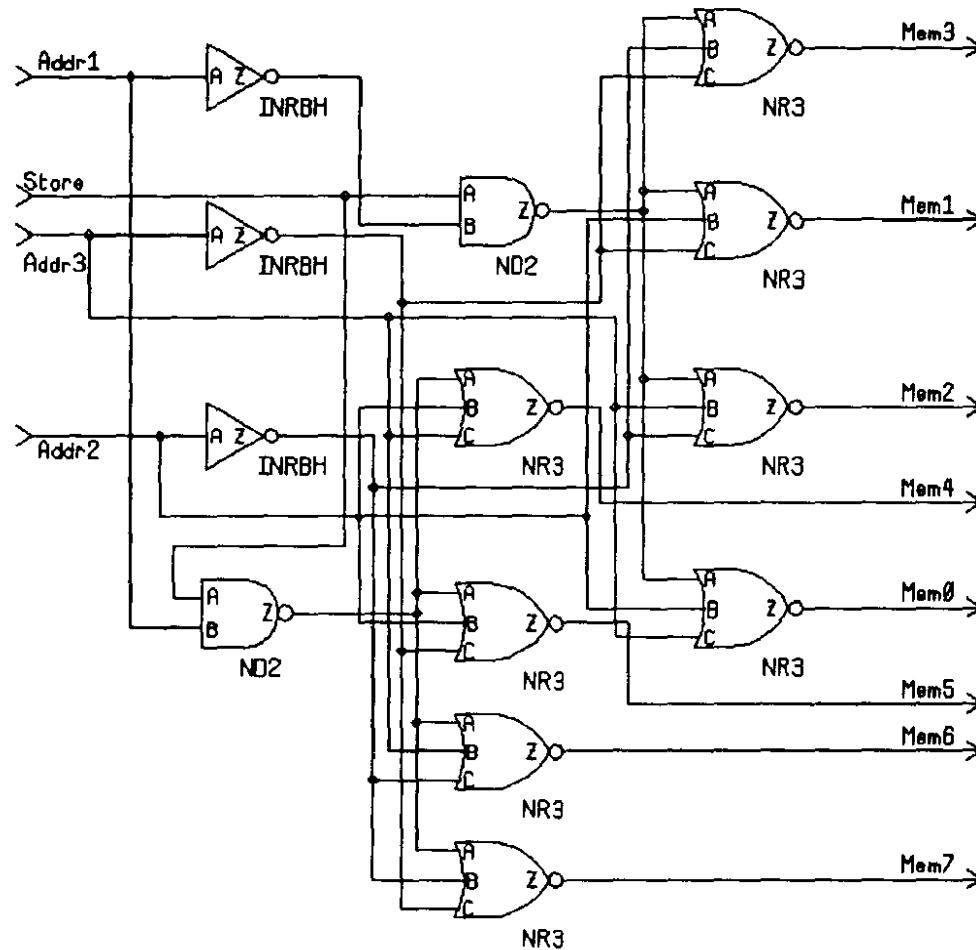 A
B
Z
C
Mem3
NR3
Addr1
A Z
INRBH
Store
A
B
Z
ND2
A
B
Z
C
Mem1
NR3
Addr3
A Z
INRBH
A
B
Z
C
NR3
A
B
Z
C
Mem2
NR3
Addr2
A Z
INRBH
Mem4
A
B
Z
ND2
A
B
Z
C
NR3
A
B
Z
C
Mem0
NR3
Mem5
A
B
Z
C
NR3
Mem6
A
B
Z
C
NR3
Mem7